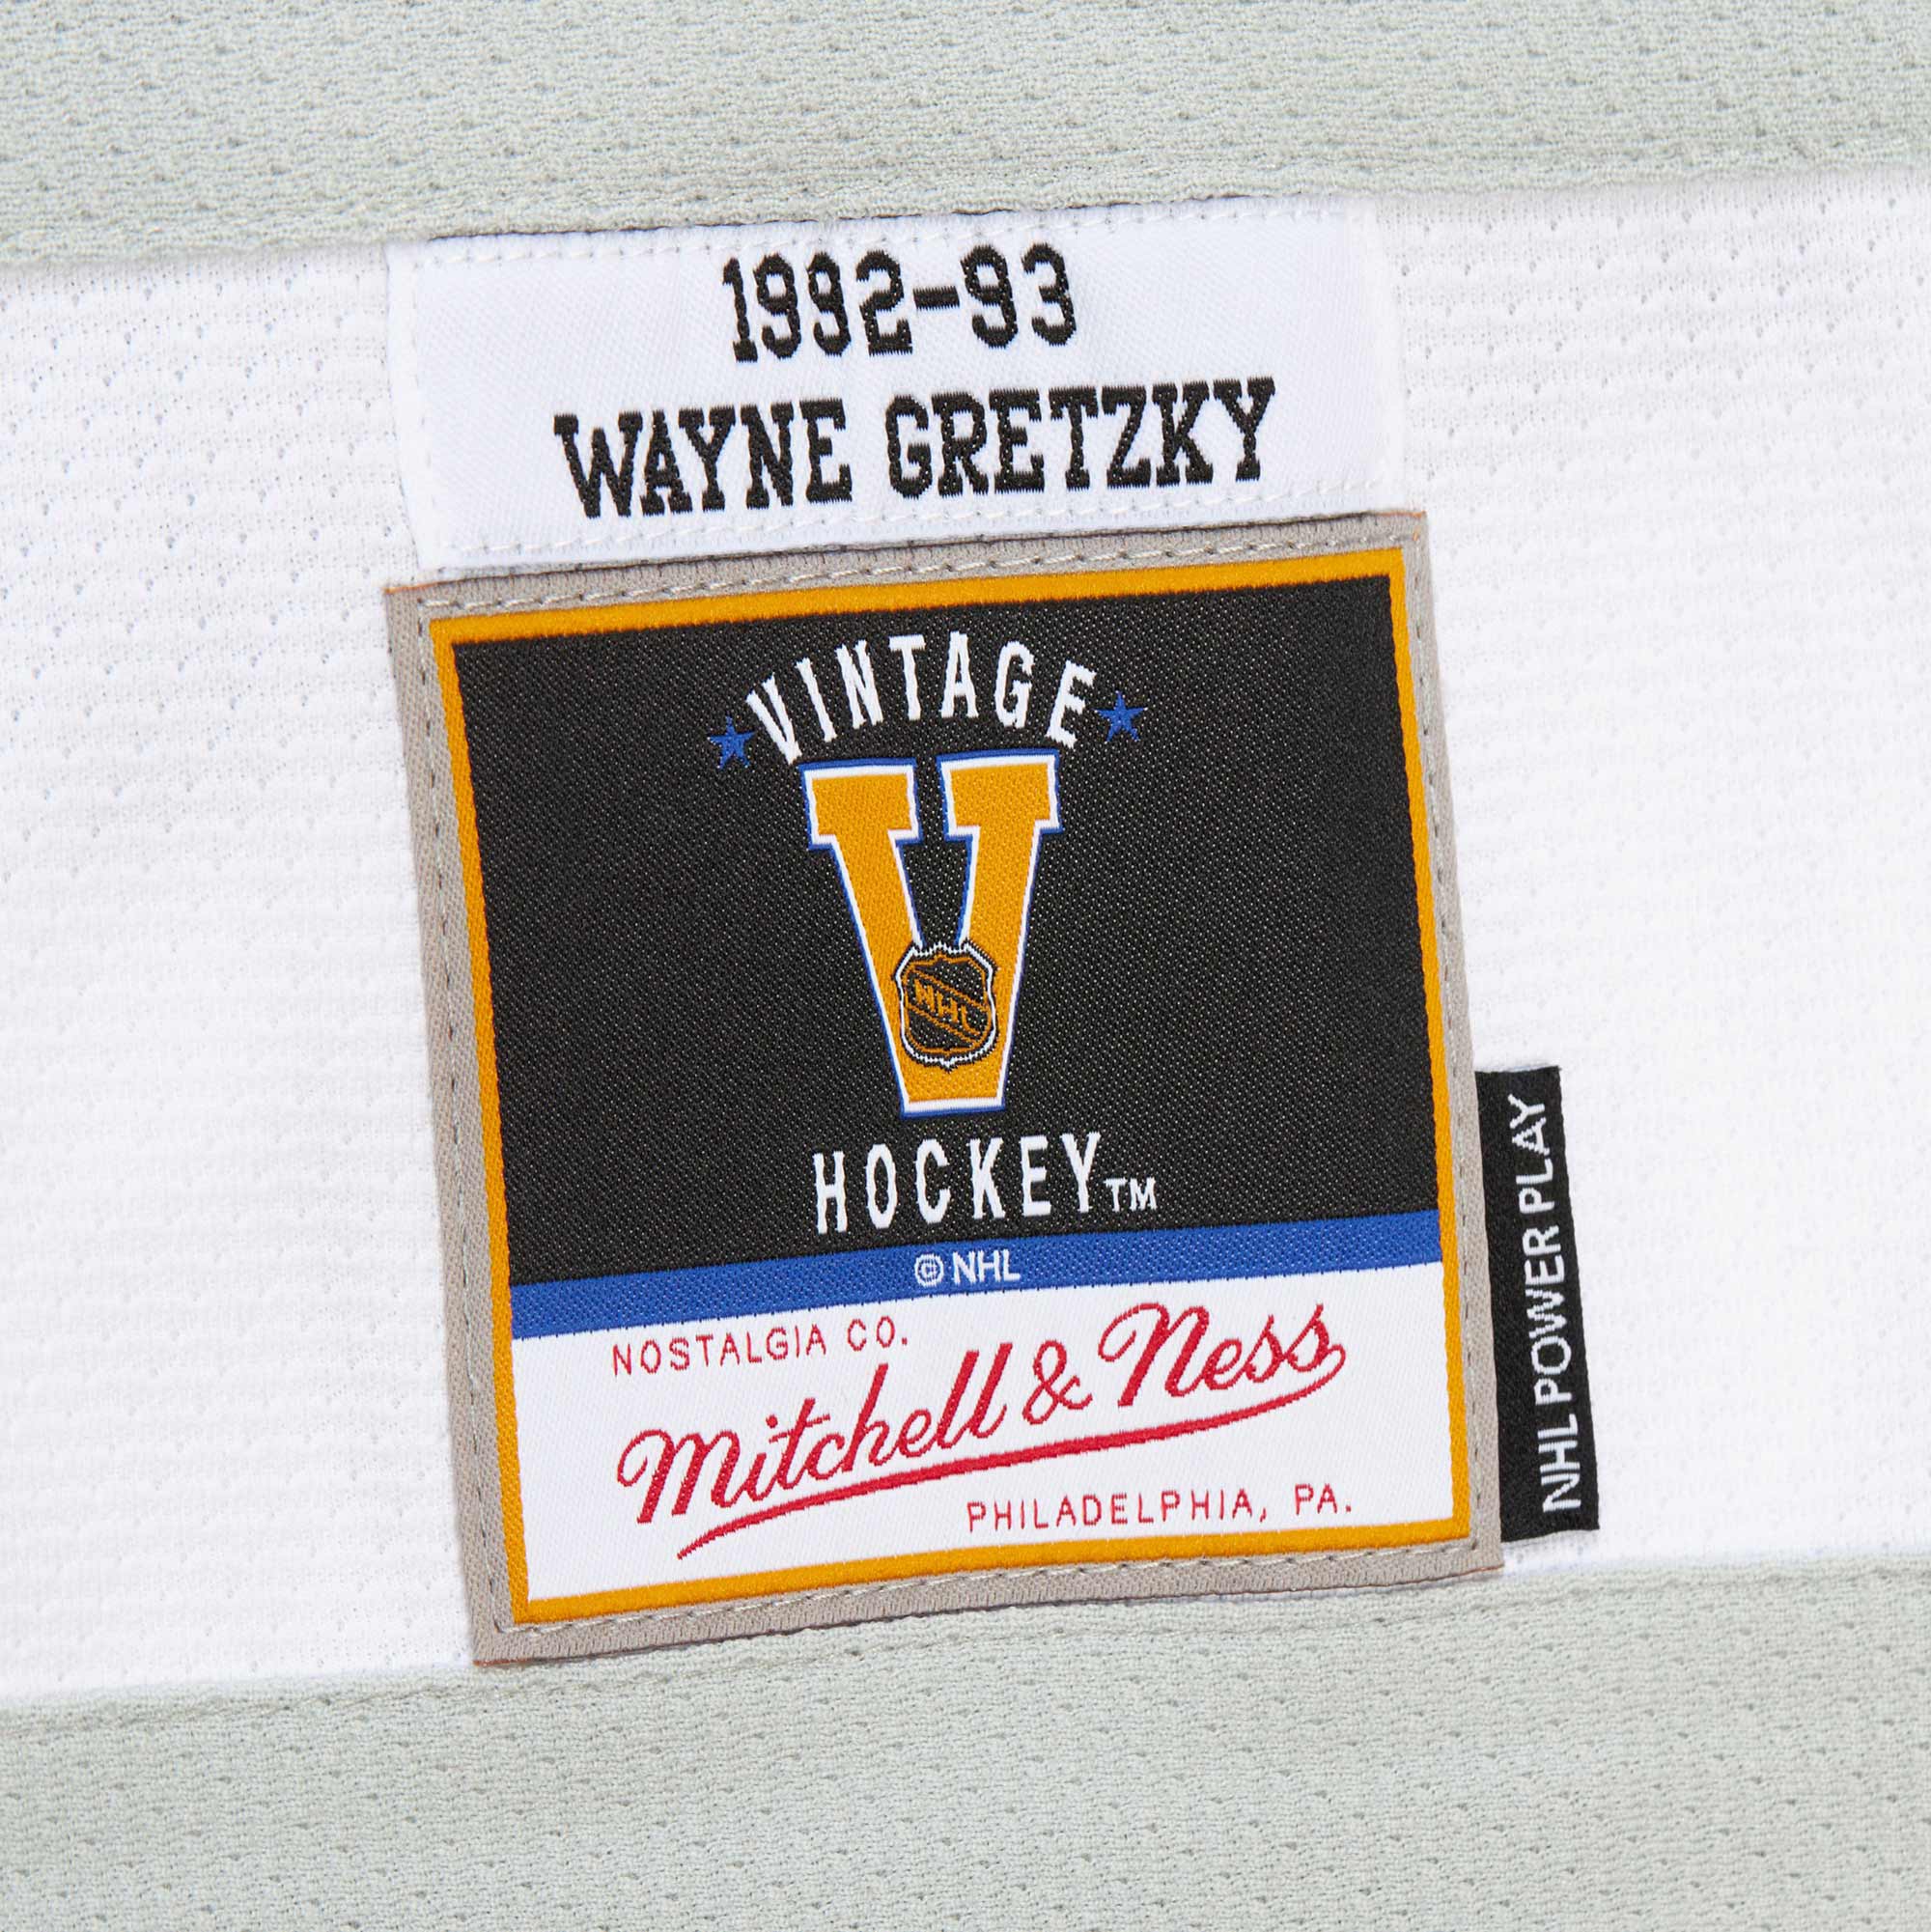 1992-93
WAYNE GRETZKY
VINTAGE
V
NHL
HOCKEY™
© NHL
NOSTALGIA CO.
Mitchell & Ness
PHILADELPHIA, PA.
NHL POWER PLAY